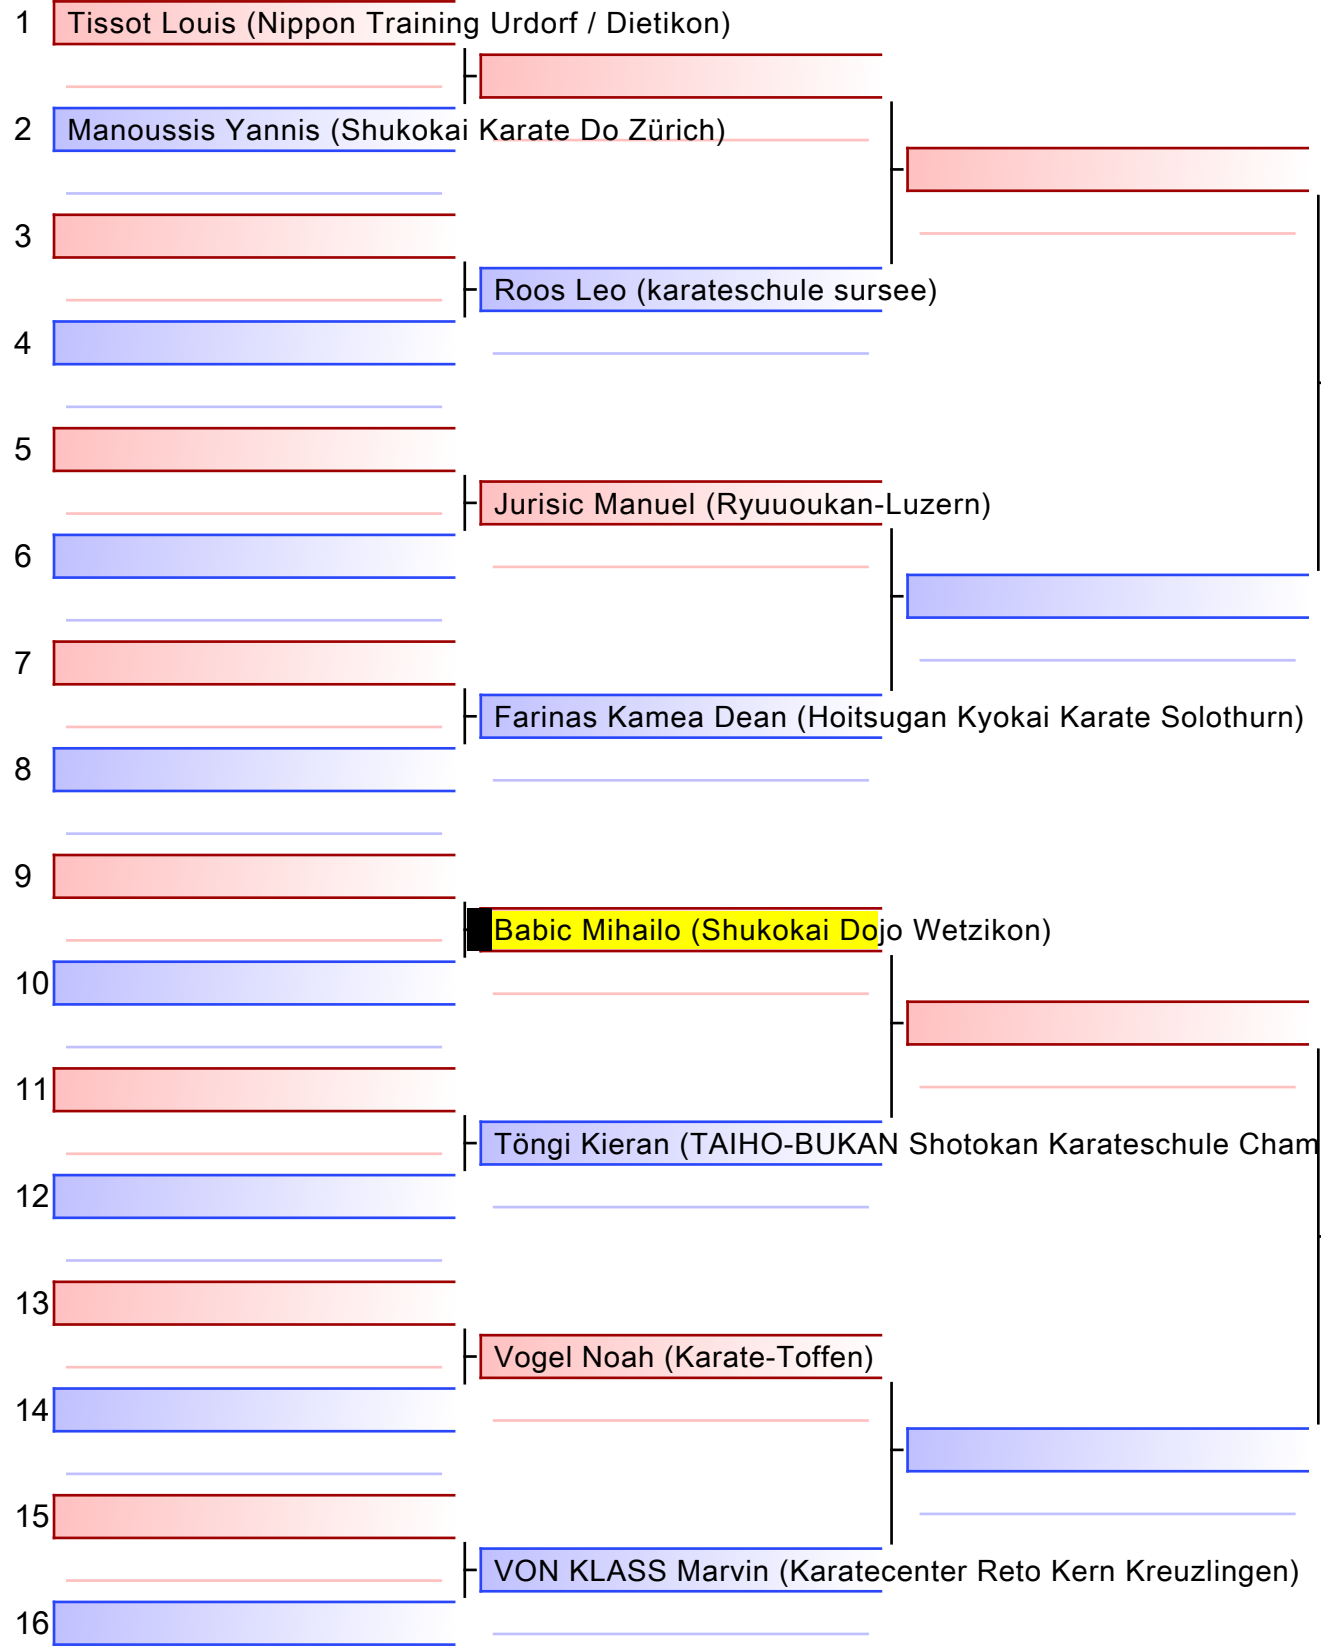 1 Tissot Louis (Nippon Training Urdorf / Dietikon)
2 Manoussis Yannis (Shukokai Karate Do Zürich)
3
Roos Leo (karateschule sursee)
4
5
Jurisic Manuel (Ryuuoukan-Luzern)
6
7
Farinas Kamea Dean (Hoitsugan Kyokai Karate Solothurn)
8
9
Babic Mihailo (Shukokai Dojo Wetzikon)
10
11
Töngi Kieran (TAIHO-BUKAN Shotokan Karateschule Cham
12
13
Vogel Noah (Karate-Toffen)
14
15
VON KLASS Marvin (Karatecenter Reto Kern Kreuzlingen)
16